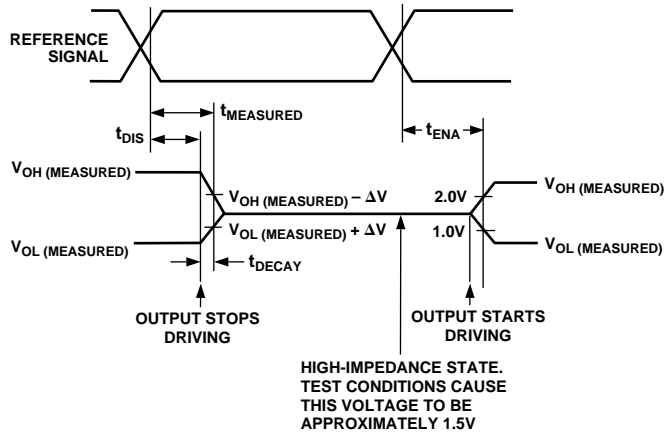 REFERENCE
SIGNAL
tMEASURED
tDIS
tENA
VOH (MEASURED)
VOH (MEASURED) – ΔV
2.0V
VOH (MEASURED)
VOL (MEASURED)
VOL (MEASURED) + ΔV
1.0V
VOL (MEASURED)
tDECAY
OUTPUT STOPS
DRIVING
OUTPUT STARTS
DRIVING
HIGH-IMPEDANCE STATE.
TEST CONDITIONS CAUSE
THIS VOLTAGE TO BE
APPROXIMATELY 1.5V